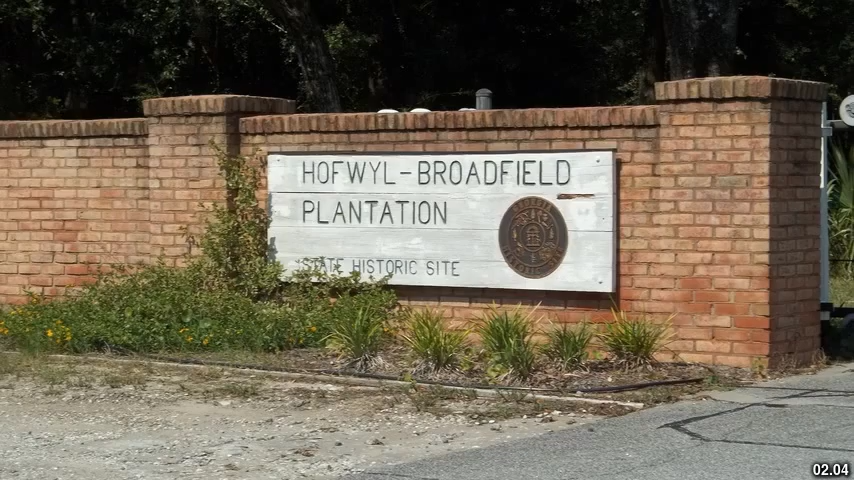 HOFWYL-BROADFIELD
PLANTATION
STATE HISTORIC SITE
02.04